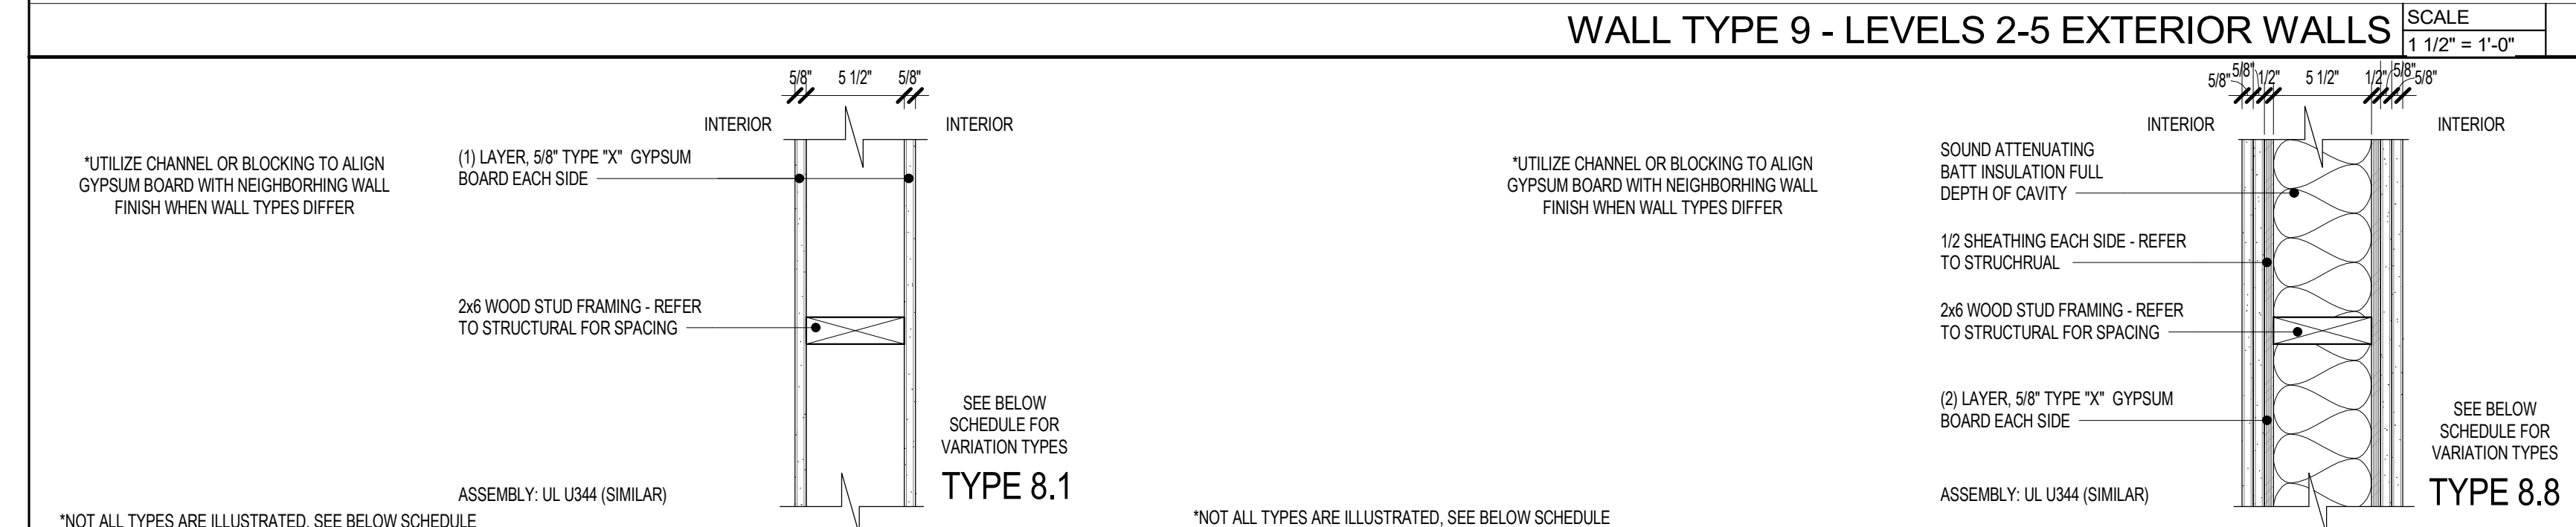 WALL TYPE 9 - LEVELS 2-5 EXTERIOR WALLS
SCALE
1 1/2" = 1'-0"
5/8" 5 1/2" 5/8"
INTERIOR
INTERIOR
*UTILIZE CHANNEL OR BLOCKING TO ALIGN
GYPSUM BOARD WITH NEIGHBORHING WALL
FINISH WHEN WALL TYPES DIFFER
(1) LAYER, 5/8" TYPE "X" GYPSUM
BOARD EACH SIDE
2x6 WOOD STUD FRAMING - REFER
TO STRUCTURAL FOR SPACING
SEE BELOW
SCHEDULE FOR
VARIATION TYPES
TYPE 8.1
ASSEMBLY: UL U344 (SIMILAR)
*NOT ALL TYPES ARE ILLUSTRATED, SEE BELOW SCHEDULE
5/8" 5/8" 1/2" 5 1/2" 1/2" 5/8" 5/8"
INTERIOR
INTERIOR
*UTILIZE CHANNEL OR BLOCKING TO ALIGN
GYPSUM BOARD WITH NEIGHBORHING WALL
FINISH WHEN WALL TYPES DIFFER
SOUND ATTENUATING
BATT INSULATION FULL
DEPTH OF CAVITY
1/2 SHEATHING EACH SIDE - REFER
TO STRUCHRUAL
2x6 WOOD STUD FRAMING - REFER
TO STRUCTURAL FOR SPACING
(2) LAYER, 5/8" TYPE "X" GYPSUM
BOARD EACH SIDE
SEE BELOW
SCHEDULE FOR
VARIATION TYPES
TYPE 8.8
ASSEMBLY: UL U344 (SIMILAR)
*NOT ALL TYPES ARE ILLUSTRATED, SEE BELOW SCHEDULE